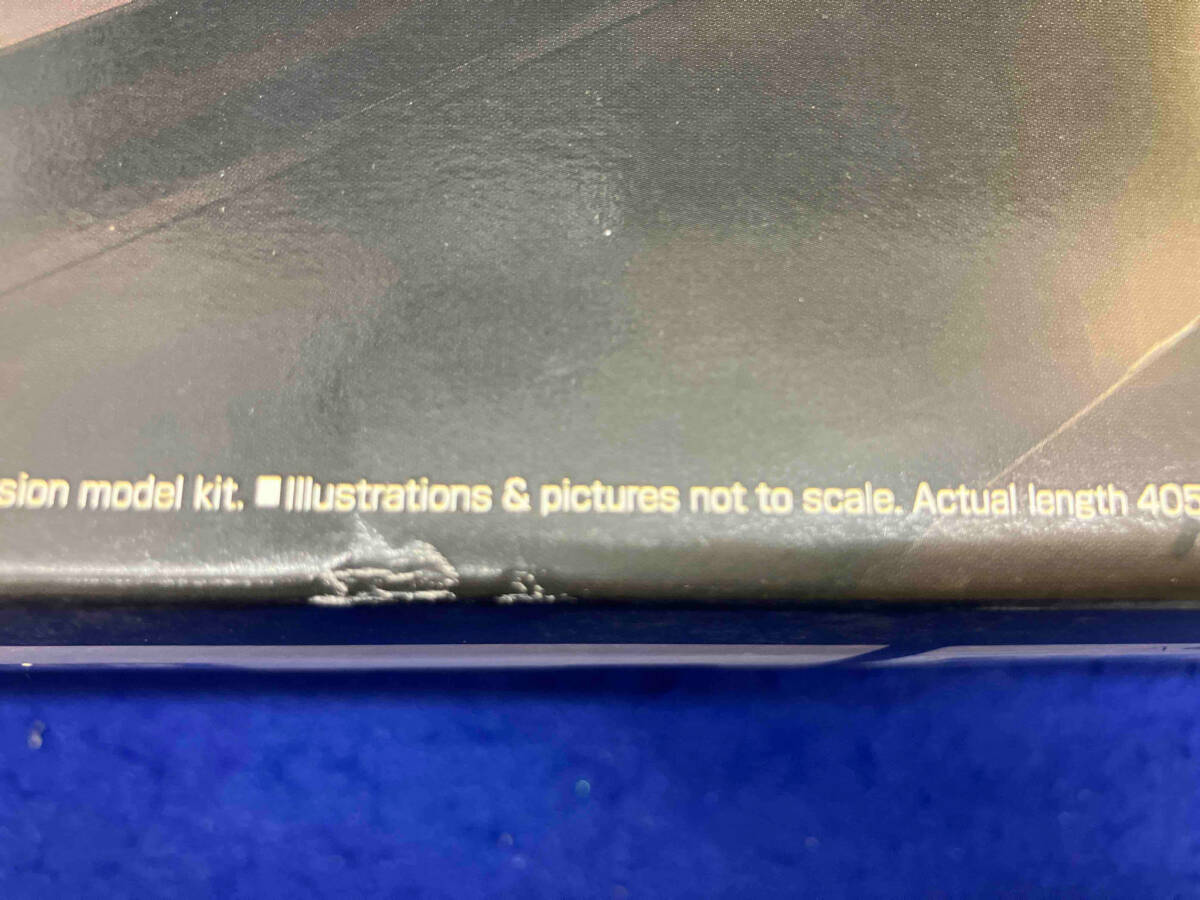 sion model kit. ■Illustrations & pictures not to scale. Actual length 405